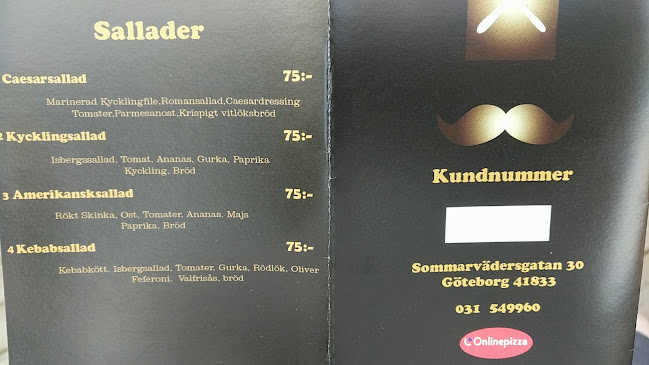 Sallader
Caesarsallad 75:-
Marinerad Kycklingfile,Romansallad,Caesardressing
Tomater,Parmesanost,Krispigt vitlöksbröd
2 Kycklingsallad 75:-
Isbergssallad, Tomat, Ananas, Gurka, Paprika
Kyckling, Bröd
3 Amerikansksallad 75:-
Rökt Skinka, Ost, Tomater, Ananas, Majs
Paprika, Bröd
4 Kebabsallad 75:-
Kebabkött, Isbergsallad, Tomater, Gurka, Rödlök, Oliver
Feferoni. Valfrisås, bröd
Kundnummer
Sommarvädersgatan 30
Göteborg 41833
031 549960
Onlinepizza